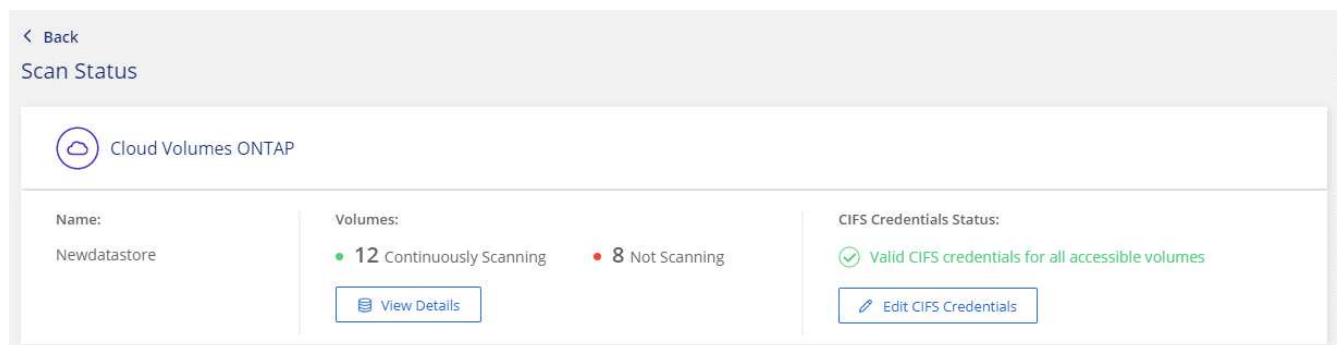 Back
Scan Status
Cloud Volumes ONTAP
Name:
Newdatastore
Volumes:
12 Continuously Scanning
8 Not Scanning
View Details
CIFS Credentials Status:
Valid CIFS credentials for all accessible volumes
Edit CIFS Credentials